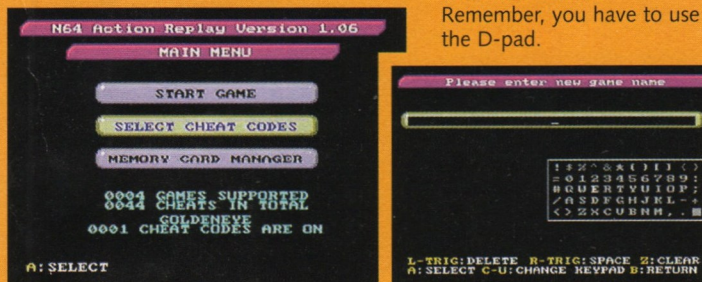 Remember, you have to use
the D-pad.
N64 Action Replay Version 1.06
MAIN MENU
START GAME
SELECT CHEAT CODES
MEMORY CARD MANAGER
0004 GAMES SUPPORTED
0044 CHEATS IN TOTAL
GOLDENEYE
0001 CHEAT CODES ARE ON
A: SELECT
Please enter new game name
=0123456789:
QWERTYUIOP;
/ASDFGHJKL-+
<>ZXCVBNM,.
L-TRIG: DELETE R-TRIG: SPACE Z: CLEAR
A: SELECT C-U: CHANGE KEYPAD B: RETURN